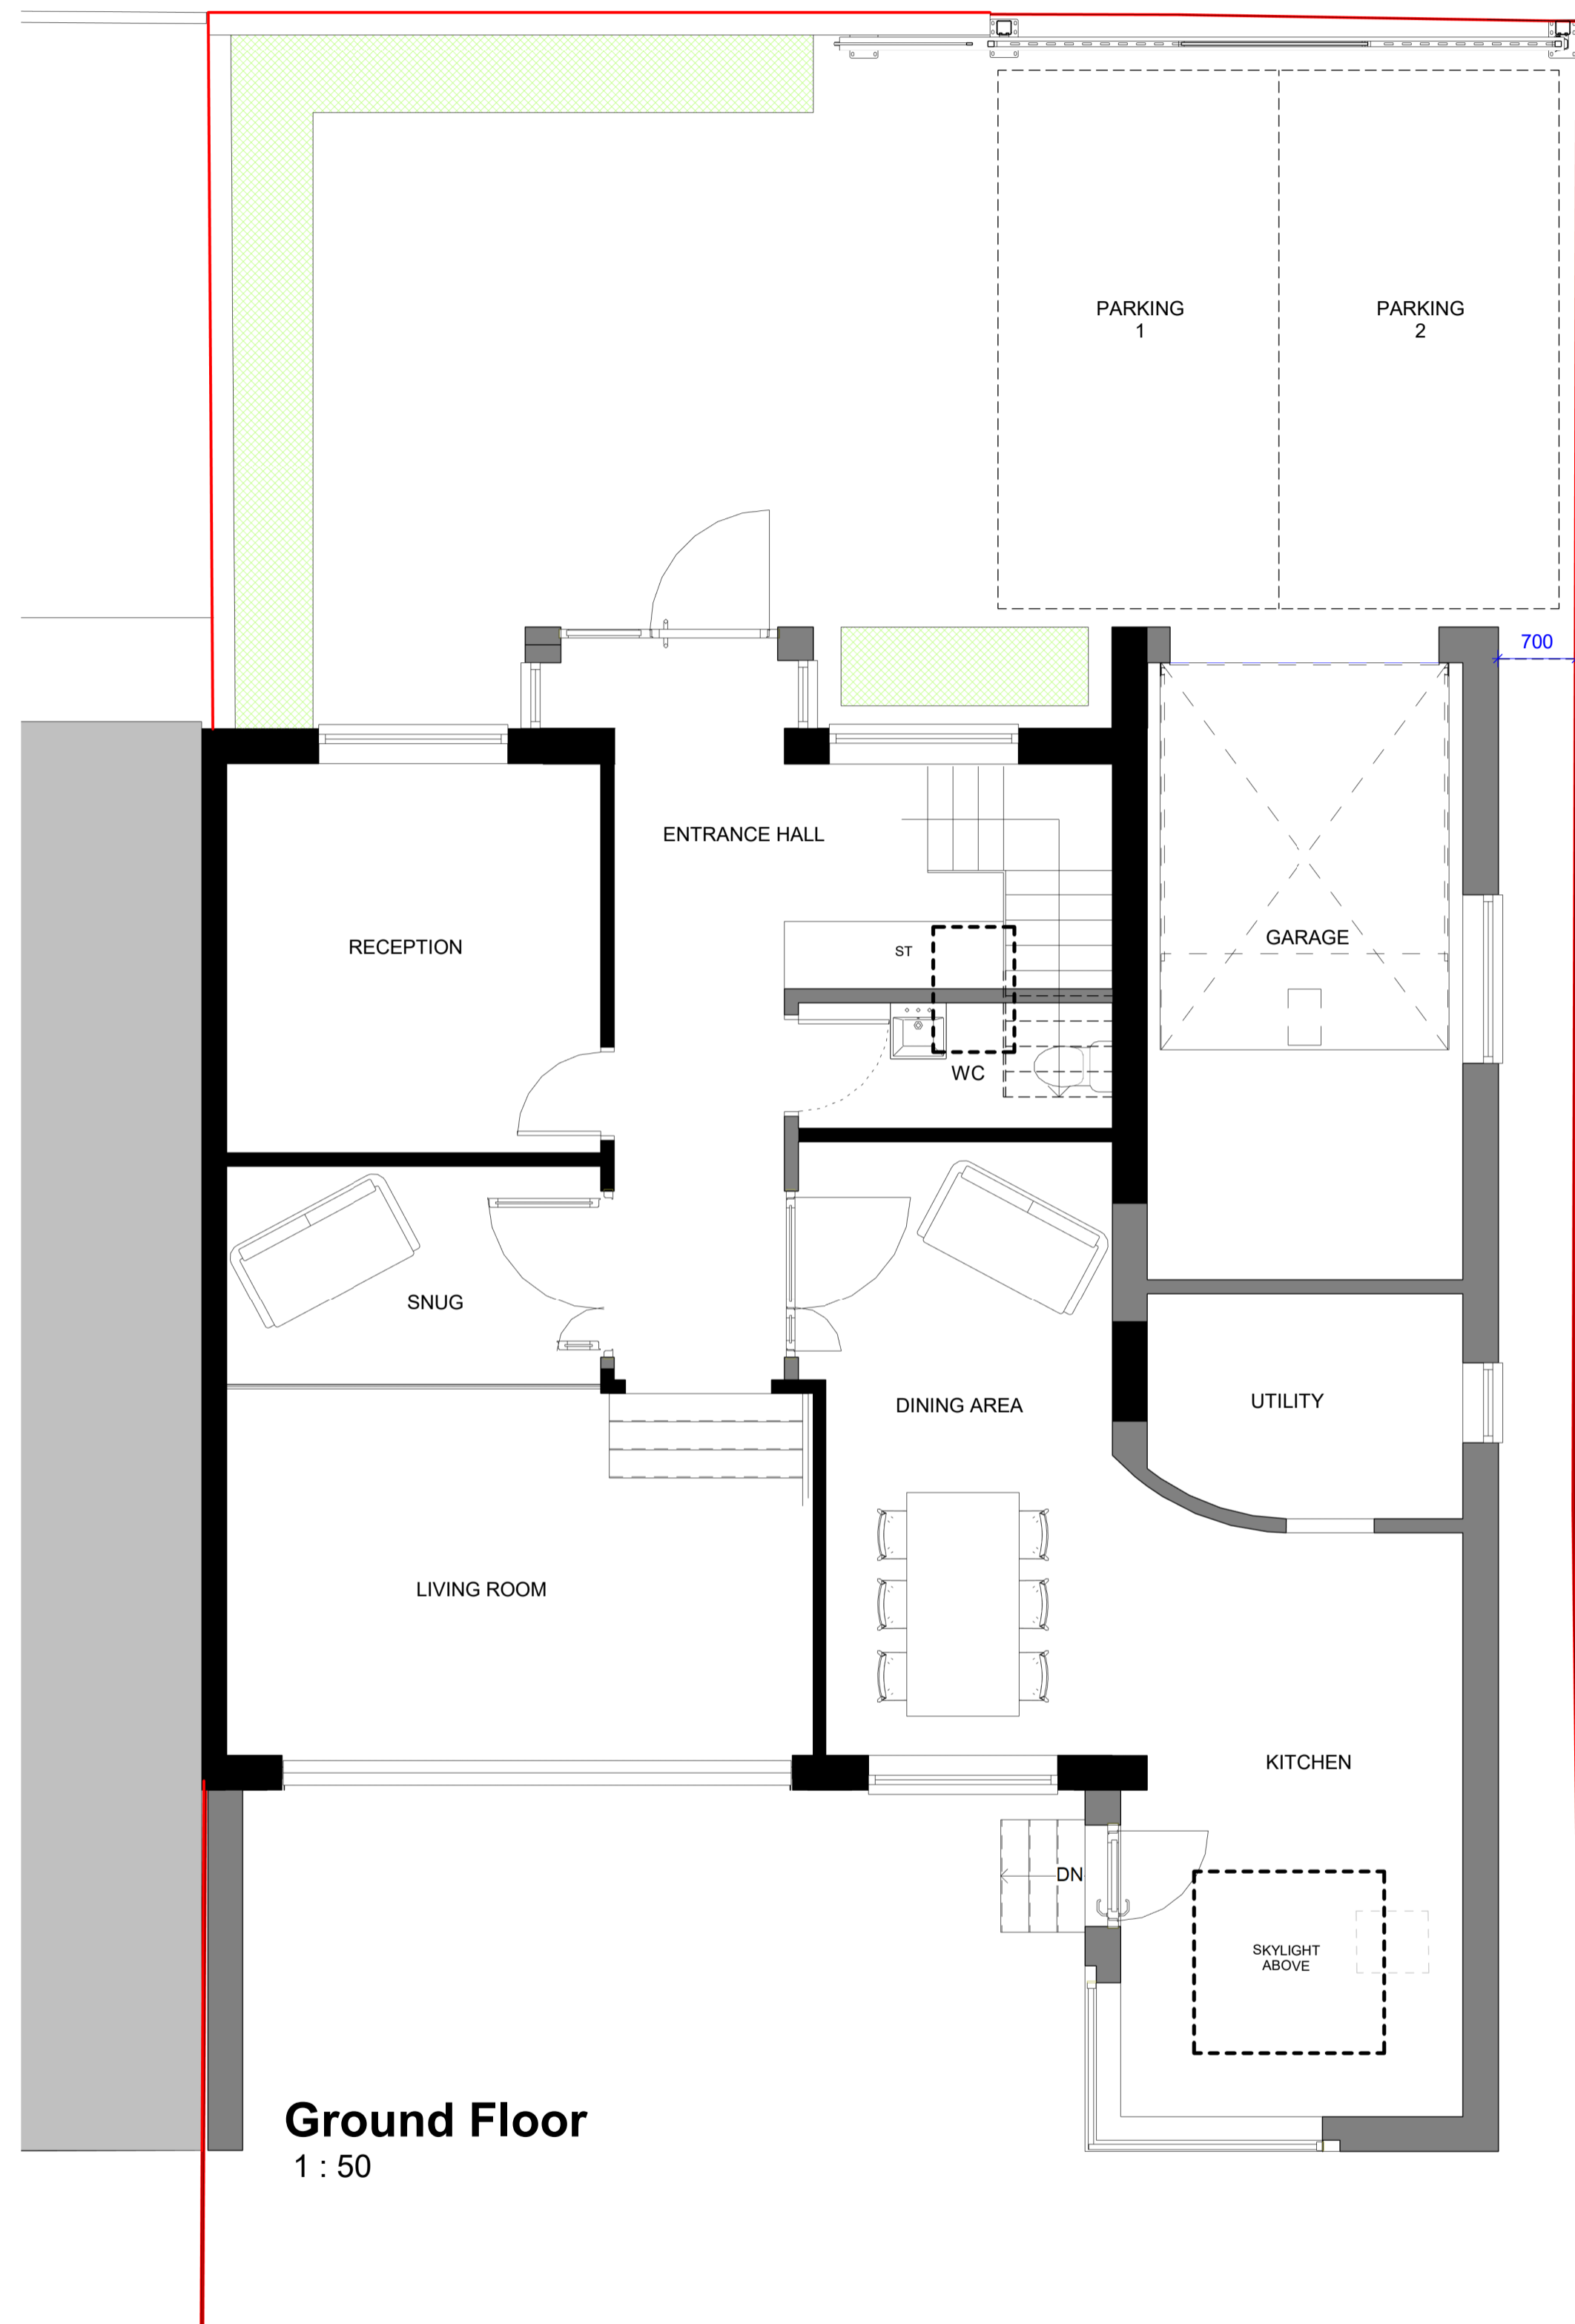 PARKING
1
PARKING
2
700
ENTRANCE HALL
RECEPTION
ST
GARAGE
WC
SNUG
DINING AREA
UTILITY
LIVING ROOM
KITCHEN
DN
SKYLIGHT
ABOVE
Ground Floor
1 : 50